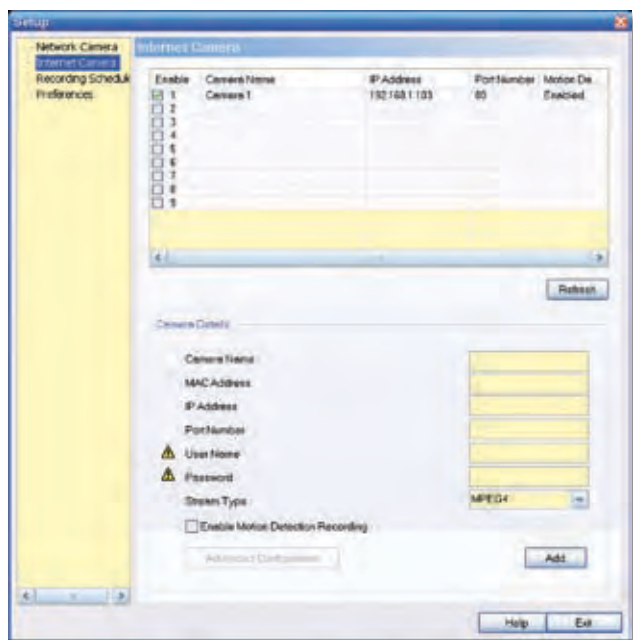 Setup
Network Camera
Internet Camera
Recording Schedul
Preferences
Internet Camera
Enable Camera Name IP Address Port Number Motion De...
1 Camera 1 192.168.1.103 80 Enabled
2
3
4
5
6
7
8
9
Refresh
Camera Details
Camera Name
MAC Address
IP Address
Port Number
User Name
Password
Stream Type MPEG4
Enable Motion Detection Recording
Advanced Configuration Add
Help Exit